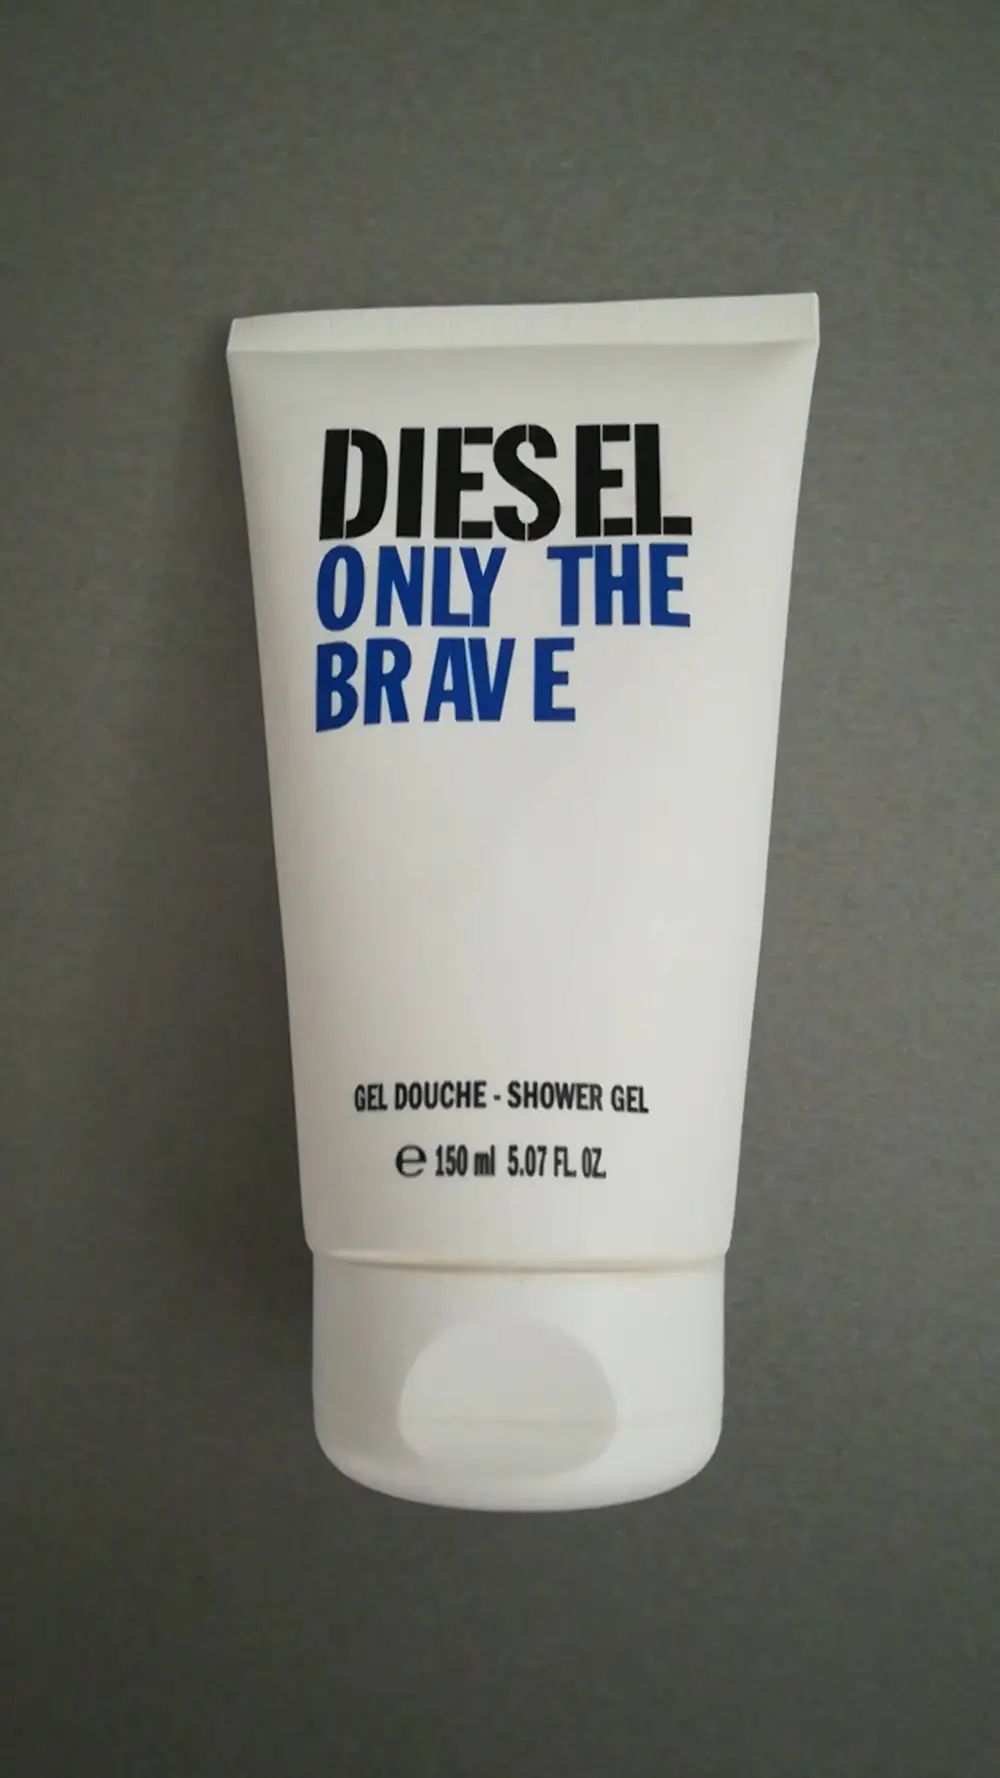 DIESEL
ONLY THE
BRAVE
GEL DOUCHE - SHOWER GEL
℮ 150 ml 5.07 FL. OZ.